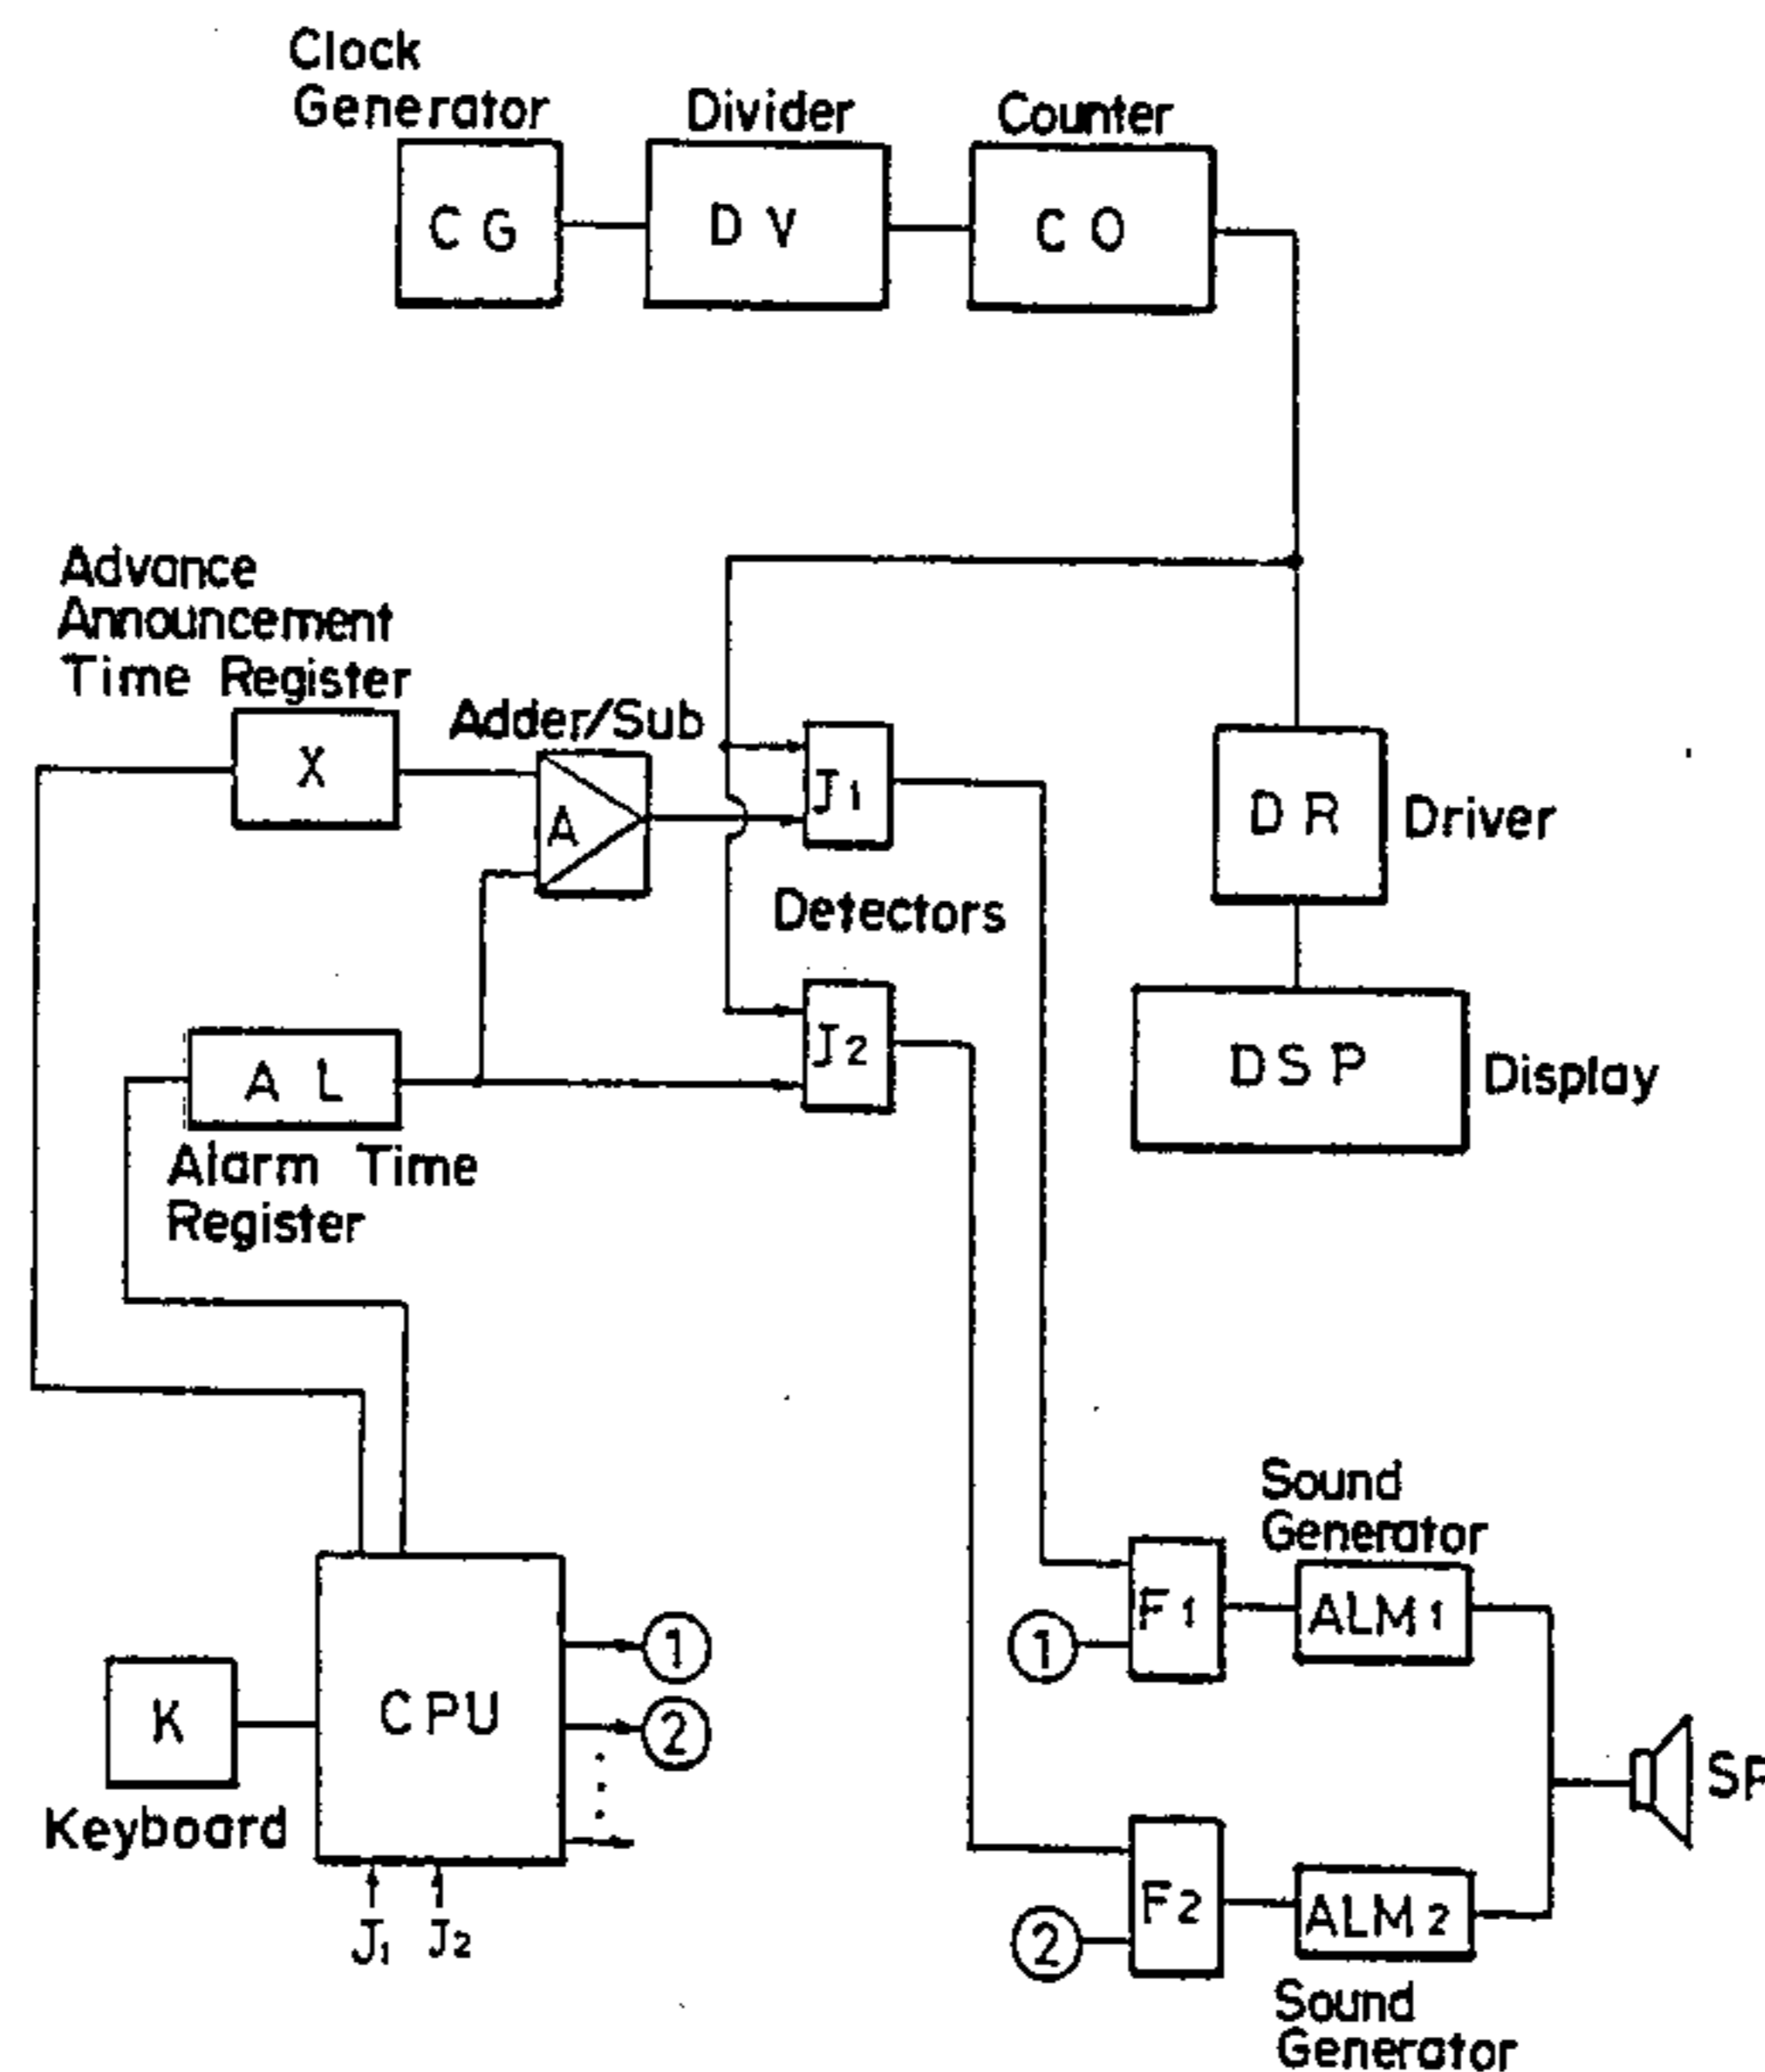 Clock
Generator
Divider
Counter
C G
D V
C O
Advance
Announcement
Time Register
X
Adder/Sub
A
J1
D R
Driver
Detectors
J2
A L
D S P
Display
Alarm Time
Register
Sound
Generator
F1
ALM1
1
1
K
CPU
2
SP
Keyboard
F2
ALM2
J1 J2
2
Sound
Generator